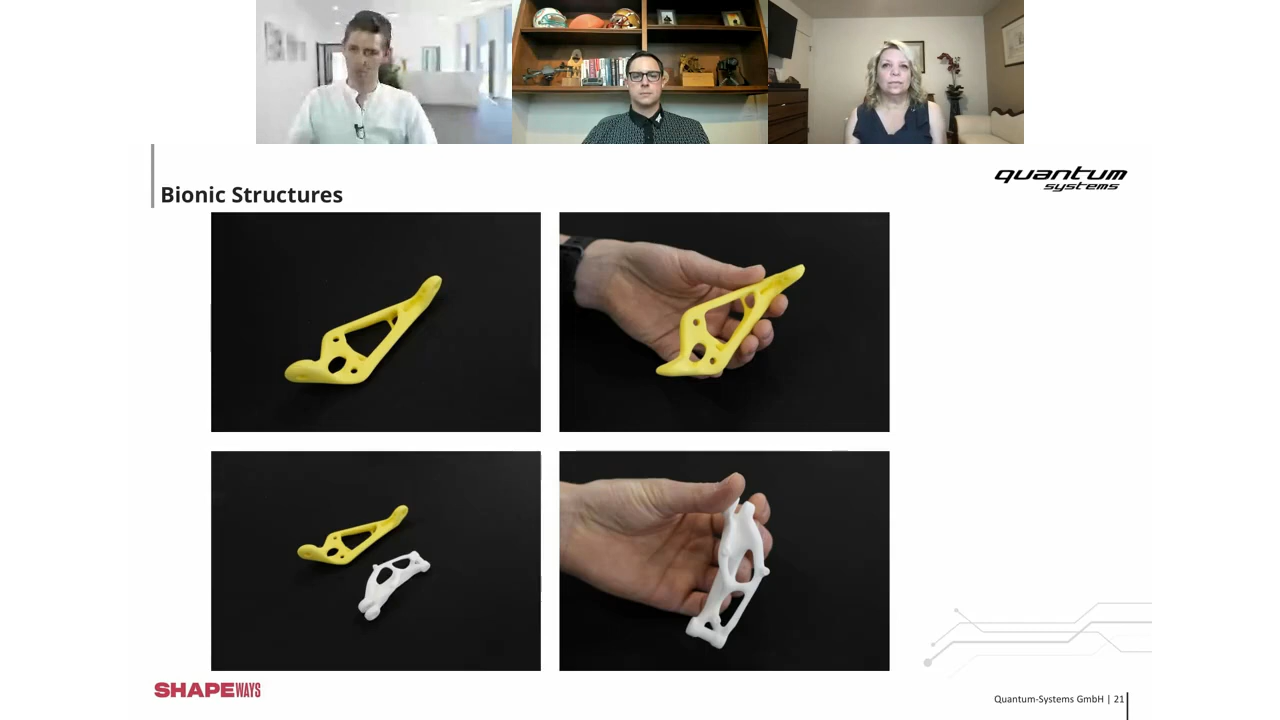 quantum
systems
Bionic Structures
SHAPEWAYS
Quantum-Systems GmbH | 21